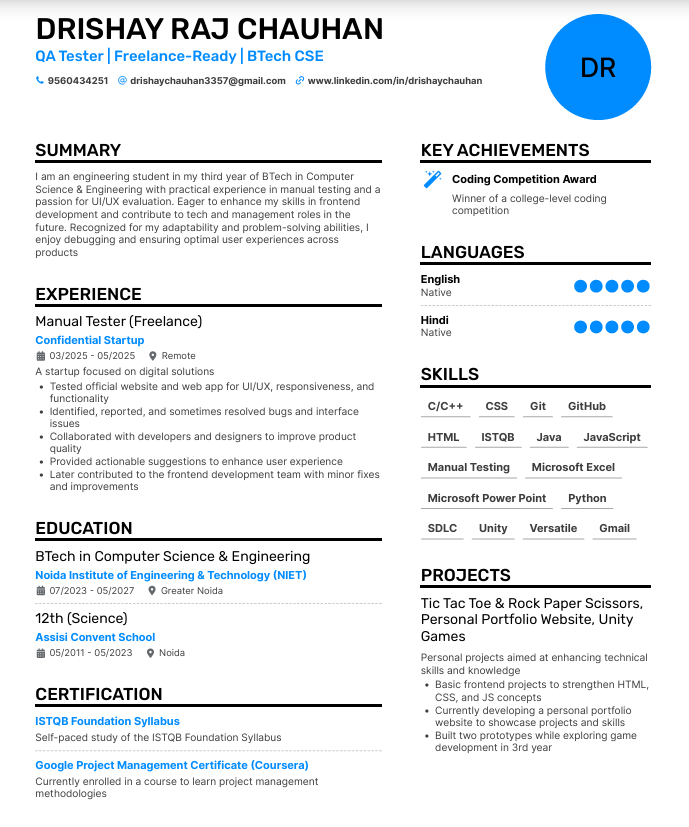 DRISHAY RAJ CHAUHAN
QA Tester | Freelance-Ready | BTech CSE
9560434251 drishaychauhan3357@gmail.com www.linkedin.com/in/drishaychauhan
DR
SUMMARY
I am an engineering student in my third year of BTech in Computer
Science & Engineering with practical experience in manual testing and a
passion for UI/UX evaluation. Eager to enhance my skills in frontend
development and contribute to tech and management roles in the
future. Recognized for my adaptability and problem-solving abilities, I
enjoy debugging and ensuring optimal user experiences across
products
EXPERIENCE
Manual Tester (Freelance)
Confidential Startup
03/2025 - 05/2025 Remote
A startup focused on digital solutions
• Tested official website and web app for UI/UX, responsiveness, and
functionality
• Identified, reported, and sometimes resolved bugs and interface
issues
• Collaborated with developers and designers to improve product
quality
• Provided actionable suggestions to enhance user experience
• Later contributed to the frontend development team with minor fixes
and improvements
EDUCATION
BTech in Computer Science & Engineering
Noida Institute of Engineering & Technology (NIET)
07/2023 - 05/2027 Greater Noida
12th (Science)
Assisi Convent School
05/2011 - 05/2023 Noida
CERTIFICATION
ISTQB Foundation Syllabus
Self-paced study of the ISTQB Foundation Syllabus
Google Project Management Certificate (Coursera)
Currently enrolled in a course to learn project management
methodologies
KEY ACHIEVEMENTS
Coding Competition Award
Winner of a college-level coding
competition
LANGUAGES
English
Native
Hindi
Native
SKILLS
C/C++ CSS Git GitHub
HTML ISTQB Java JavaScript
Manual Testing Microsoft Excel
Microsoft Power Point Python
SDLC Unity Versatile Gmail
PROJECTS
Tic Tac Toe & Rock Paper Scissors,
Personal Portfolio Website, Unity
Games
Personal projects aimed at enhancing technical
skills and knowledge
• Basic frontend projects to strengthen HTML,
CSS, and JS concepts
• Currently developing a personal portfolio
website to showcase projects and skills
• Built two prototypes while exploring game
development in 3rd year